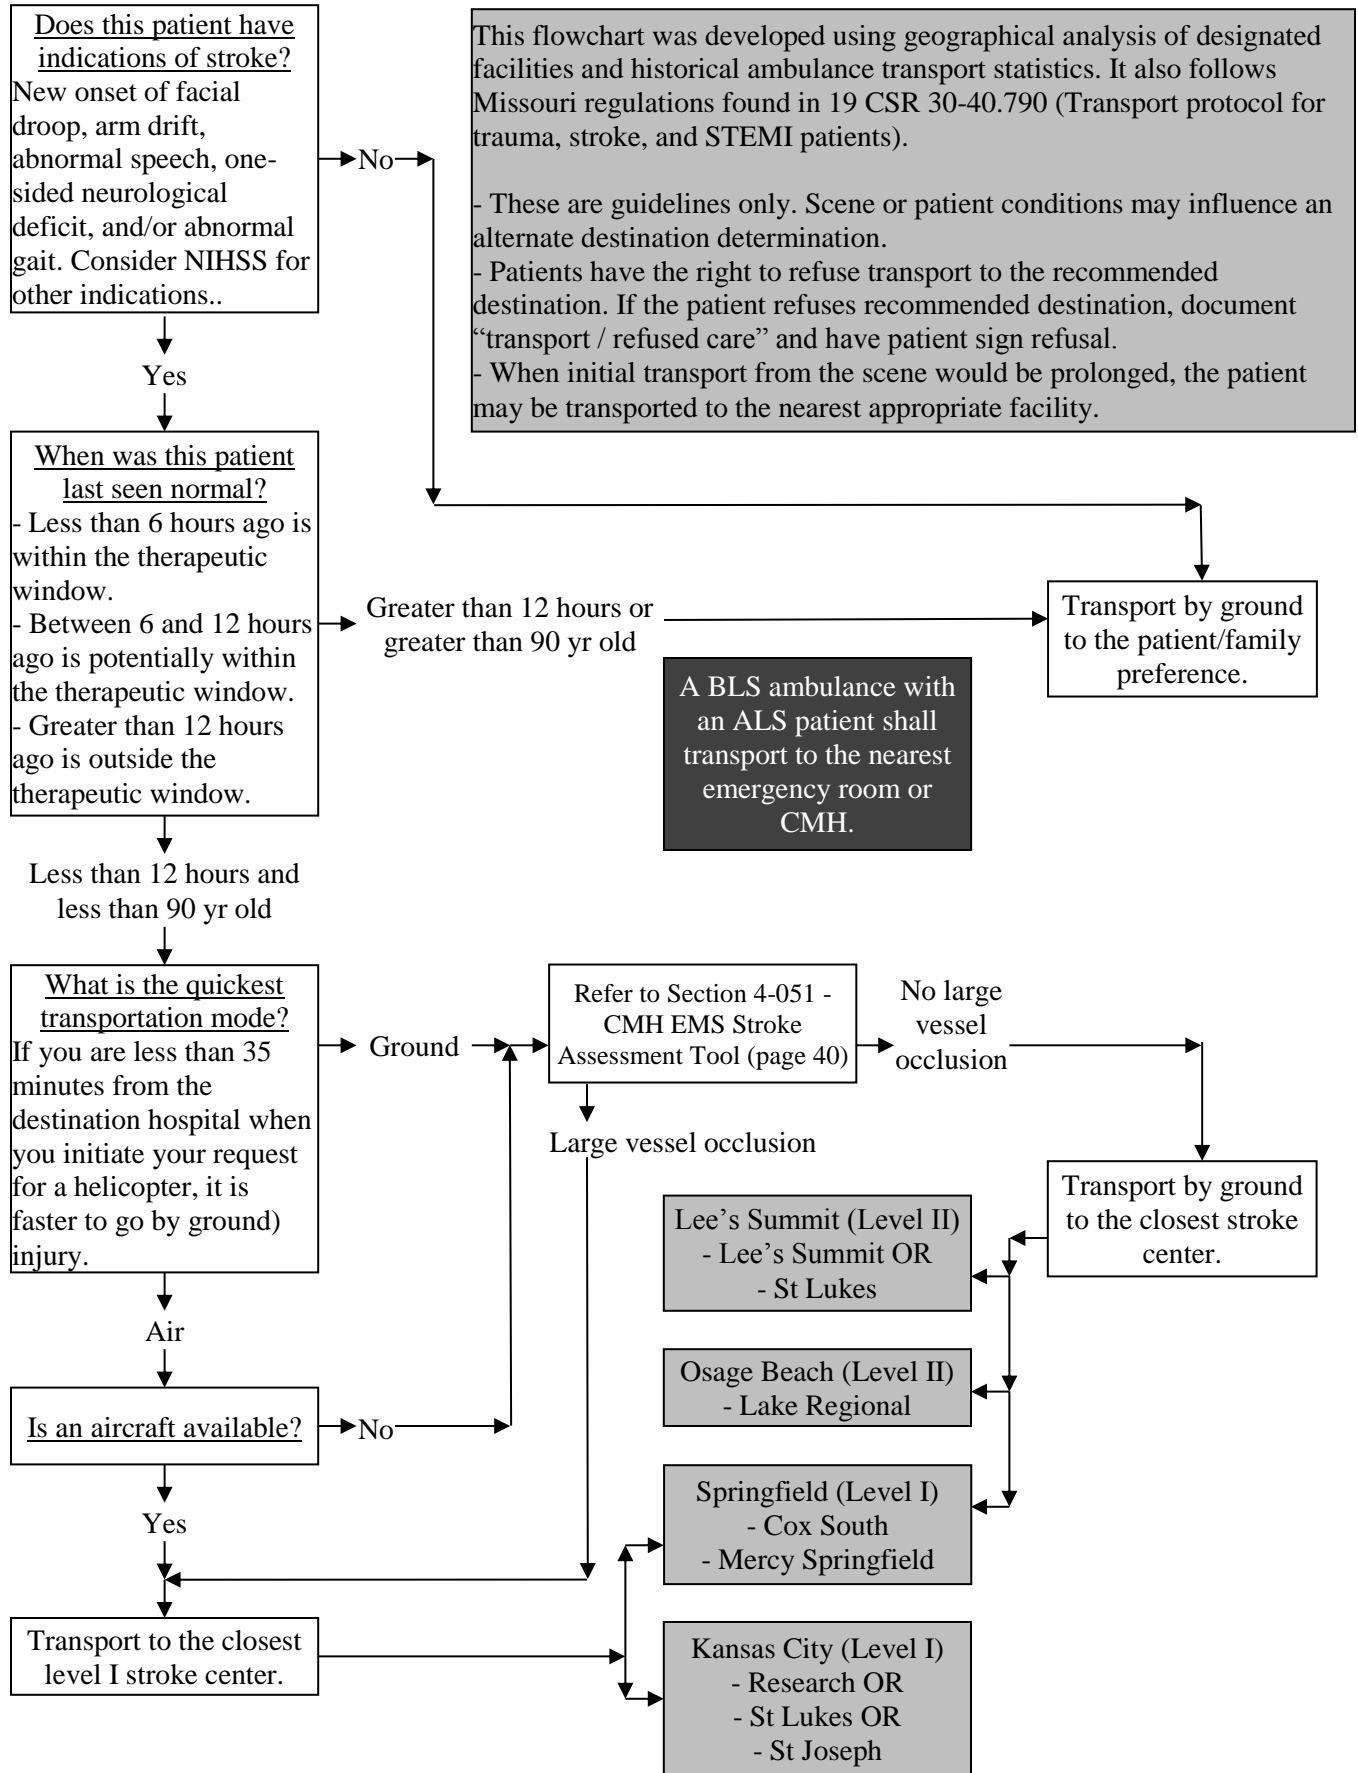 Does this patient have
indications of stroke?
New onset of facial
droop, arm drift,
abnormal speech, one-
sided neurological
deficit, and/or abnormal
gait. Consider NIHSS for
other indications..
No
This flowchart was developed using geographical analysis of designated
facilities and historical ambulance transport statistics. It also follows
Missouri regulations found in 19 CSR 30-40.790 (Transport protocol for
trauma, stroke, and STEMI patients).
- These are guidelines only. Scene or patient conditions may influence an
alternate destination determination.
- Patients have the right to refuse transport to the recommended
destination. If the patient refuses recommended destination, document
“transport / refused care” and have patient sign refusal.
- When initial transport from the scene would be prolonged, the patient
may be transported to the nearest appropriate facility.
Yes
When was this patient
last seen normal?
- Less than 6 hours ago is
within the therapeutic
window.
- Between 6 and 12 hours
ago is potentially within
the therapeutic window.
- Greater than 12 hours
ago is outside the
therapeutic window.
Greater than 12 hours or
greater than 90 yr old
Transport by ground
to the patient/family
preference.
A BLS ambulance with
an ALS patient shall
transport to the nearest
emergency room or
CMH.
Less than 12 hours and
less than 90 yr old
What is the quickest
transportation mode?
If you are less than 35
minutes from the
destination hospital when
you initiate your request
for a helicopter, it is
faster to go by ground)
injury.
Ground
Refer to Section 4-051 -
CMH EMS Stroke
Assessment Tool (page 40)
No large
vessel
occlusion
Large vessel occlusion
Transport by ground
to the closest stroke
center.
Lee’s Summit (Level II)
- Lee’s Summit OR
- St Lukes
Air
Osage Beach (Level II)
- Lake Regional
Is an aircraft available?
No
Springfield (Level I)
- Cox South
- Mercy Springfield
Yes
Transport to the closest
level I stroke center.
Kansas City (Level I)
- Research OR
- St Lukes OR
- St Joseph